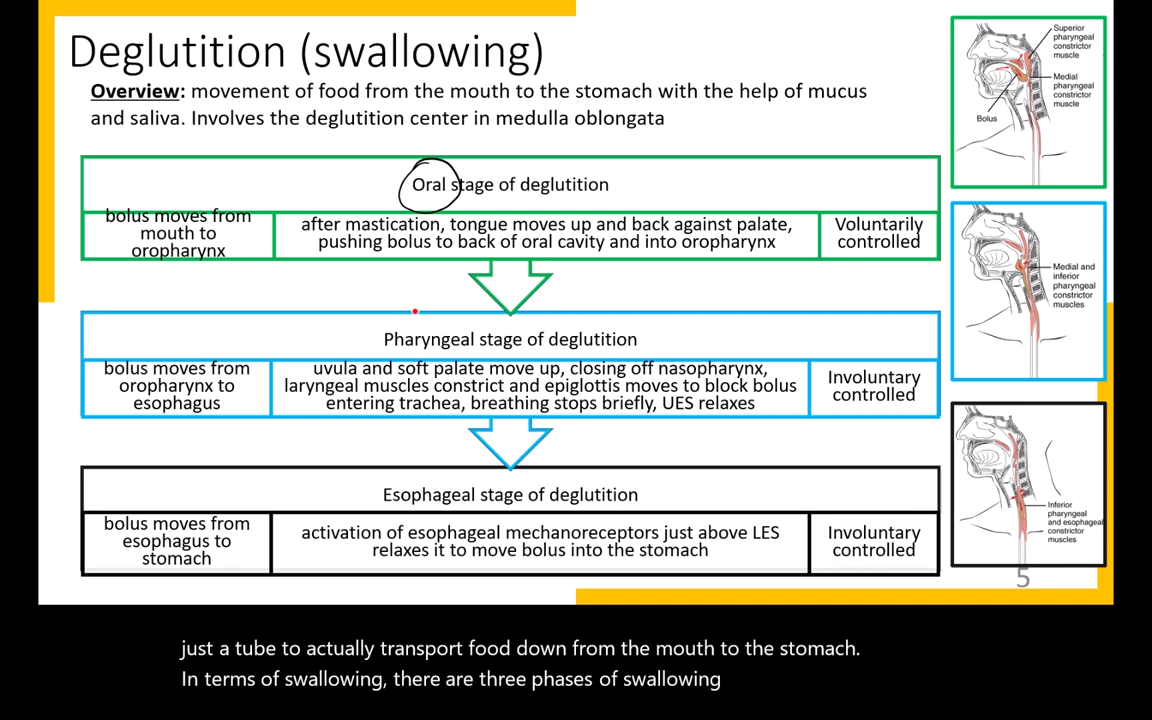 Deglutition (swallowing)
Overview: movement of food from the mouth to the stomach with the help of mucus
and saliva. Involves the deglutition center in medulla oblongata
Oral stage of deglutition
bolus moves from
mouth to
oropharynx
after mastication, tongue moves up and back against palate,
pushing bolus to back of oral cavity and into oropharynx
Voluntarily
controlled
Pharyngeal stage of deglutition
bolus moves from
oropharynx to
esophagus
uvula and soft palate move up, closing off nasopharynx,
laryngeal muscles constrict and epiglottis moves to block bolus
entering trachea, breathing stops briefly, UES relaxes
Involuntary
controlled
Esophageal stage of deglutition
bolus moves from
esophagus to
stomach
activation of esophageal mechanoreceptors just above LES
relaxes it to move bolus into the stomach
Involuntary
controlled
Superior
pharyngeal
constrictor
muscle
Medial
pharyngeal
constrictor
muscle
Bolus
Medial and
inferior
pharyngeal
constrictor
muscles
Inferior
pharyngeal
and esophageal
constrictor
muscles
5
just a tube to actually transport food down from the mouth to the stomach.
In terms of swallowing, there are three phases of swallowing